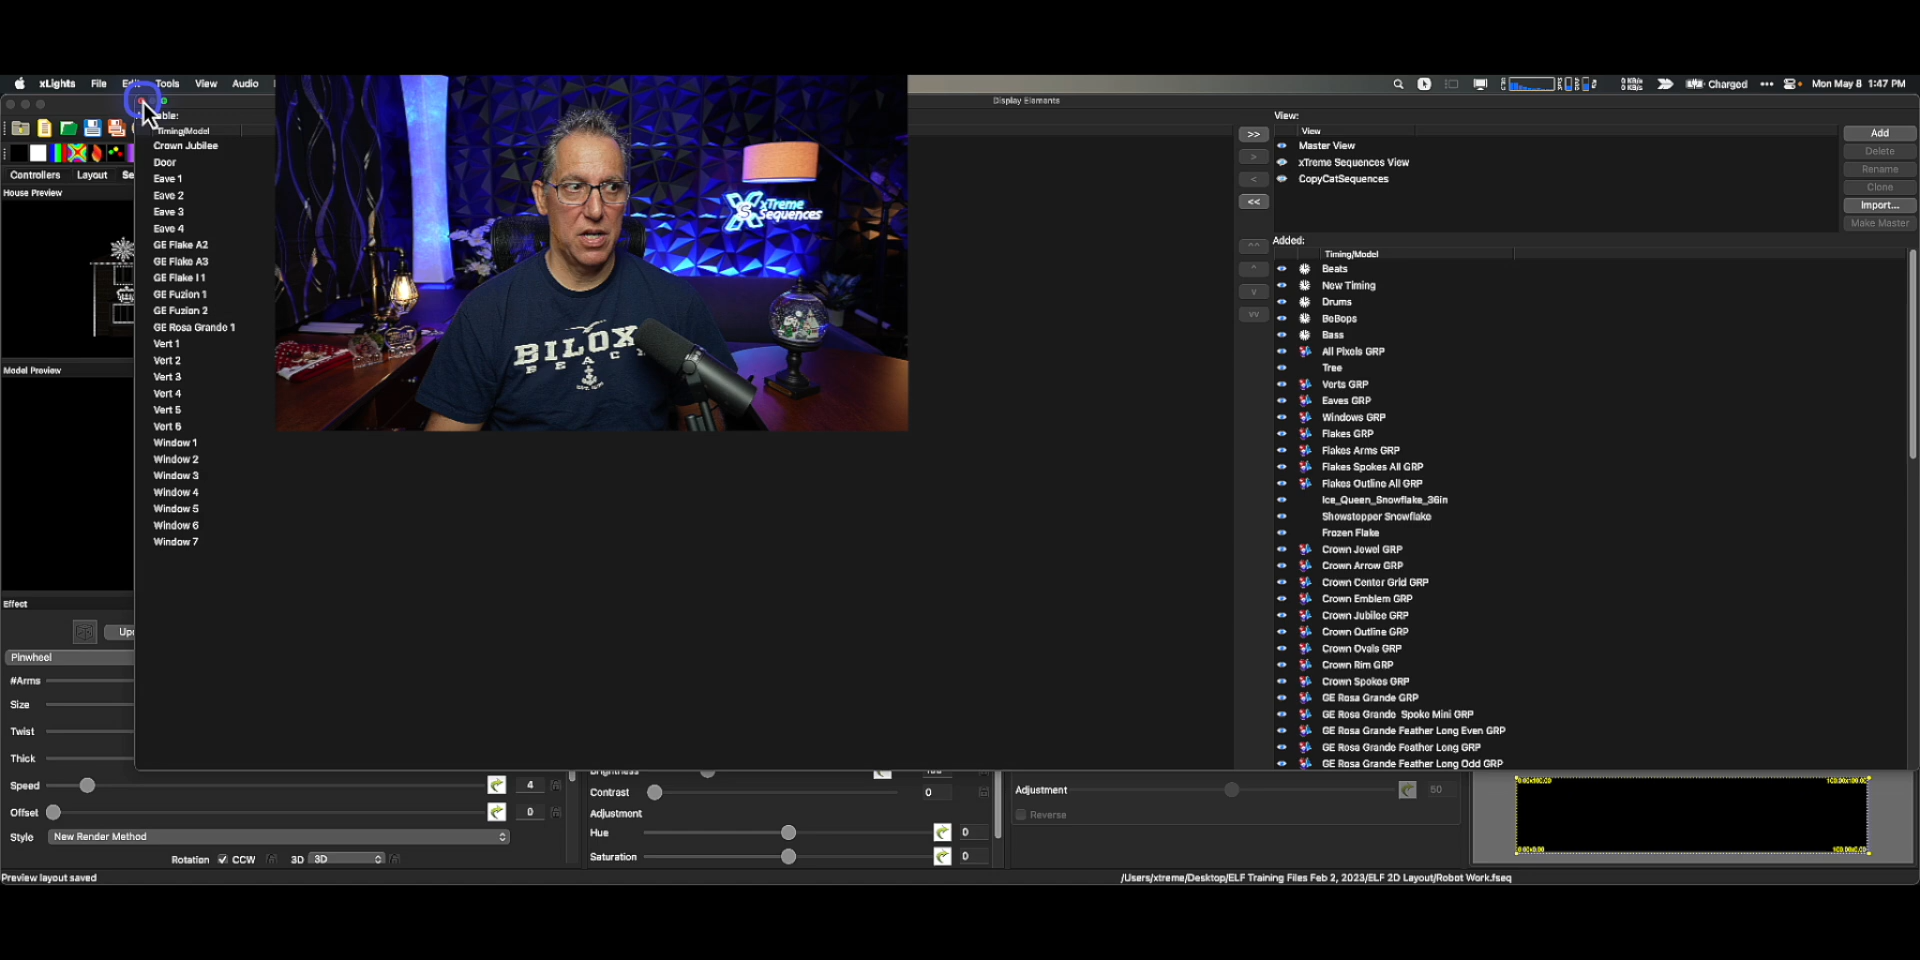 xLights File Edit Tools View Audio
Charged Mon May 8 1:47 PM
Display Elements
Timing/Model
Crown Jubilee
Door
Eave 1
Eave 2
Eave 3
Eave 4
GE Flake A2
GE Flake A3
GE Flake I 1
GE Fuzion 1
GE Fuzion 2
GE Rosa Grande 1
Vert 1
Vert 2
Vert 3
Vert 4
Vert 5
Vert 6
Window 1
Window 2
Window 3
Window 4
Window 5
Window 6
Window 7
Controllers Layout Se
House Preview
Model Preview
xTreme
Sequences
BILOX
BEAC
>>
>
<
<<
^^
^
v
vv
View:
View
Master View
xTreme Sequences View
CopyCatSequences
Add
Delete
Rename
Clone
Import...
Make Master
Added:
Timing/Model
Beats
New Timing
Drums
BeBops
Bass
All Pixels GRP
Tree
Verts GRP
Eaves GRP
Windows GRP
Flakes GRP
Flakes Arms GRP
Flakes Spokes All GRP
Flakes Outline All GRP
Ice_Queen_Snowflake_36in
Showstopper Snowflake
Frozen Flake
Crown Jewel GRP
Crown Arrow GRP
Crown Center Grid GRP
Crown Emblem GRP
Crown Jubilee GRP
Crown Outline GRP
Crown Ovals GRP
Crown Rim GRP
Crown Spokes GRP
GE Rosa Grande GRP
GE Rosa Grande Spoke Mini GRP
GE Rosa Grande Feather Long Even GRP
GE Rosa Grande Feather Long GRP
GE Rosa Grande Feather Long Odd GRP
Effect
Upd
Pinwheel
#Arms
Size
Twist
Thick
Speed 4
Offset 0
Style New Render Method
Rotation CCW 3D 3D
Brightness 100
Contrast 0
Adjustment
Hue 0
Saturation 0
Adjustment 50
Reverse
Preview layout saved
/Users/xtreme/Desktop/ELF Training Files Feb 2, 2023/ELF 2D Layout/Robot Work.fseq